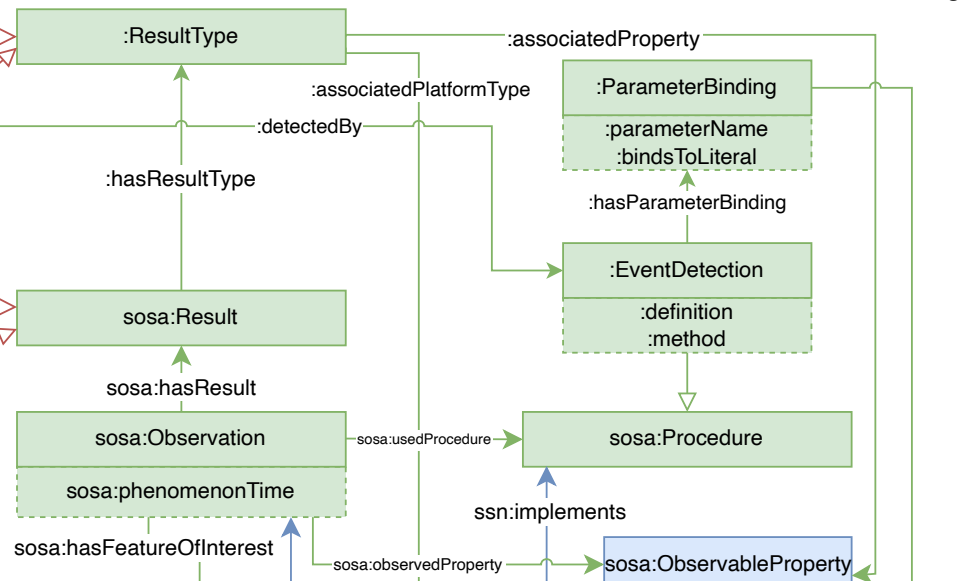 :ResultType
:associatedProperty
:associatedPlatformType
:ParameterBinding
:detectedBy
:parameterName
:bindsToLiteral
:hasResultType
:hasParameterBinding
:EventDetection
sosa:Result
:definition
:method
sosa:hasResult
sosa:Observation
sosa:usedProcedure
sosa:Procedure
sosa:phenomenonTime
ssn:implements
sosa:hasFeatureOfInterest
sosa:observedProperty
sosa:ObservableProperty